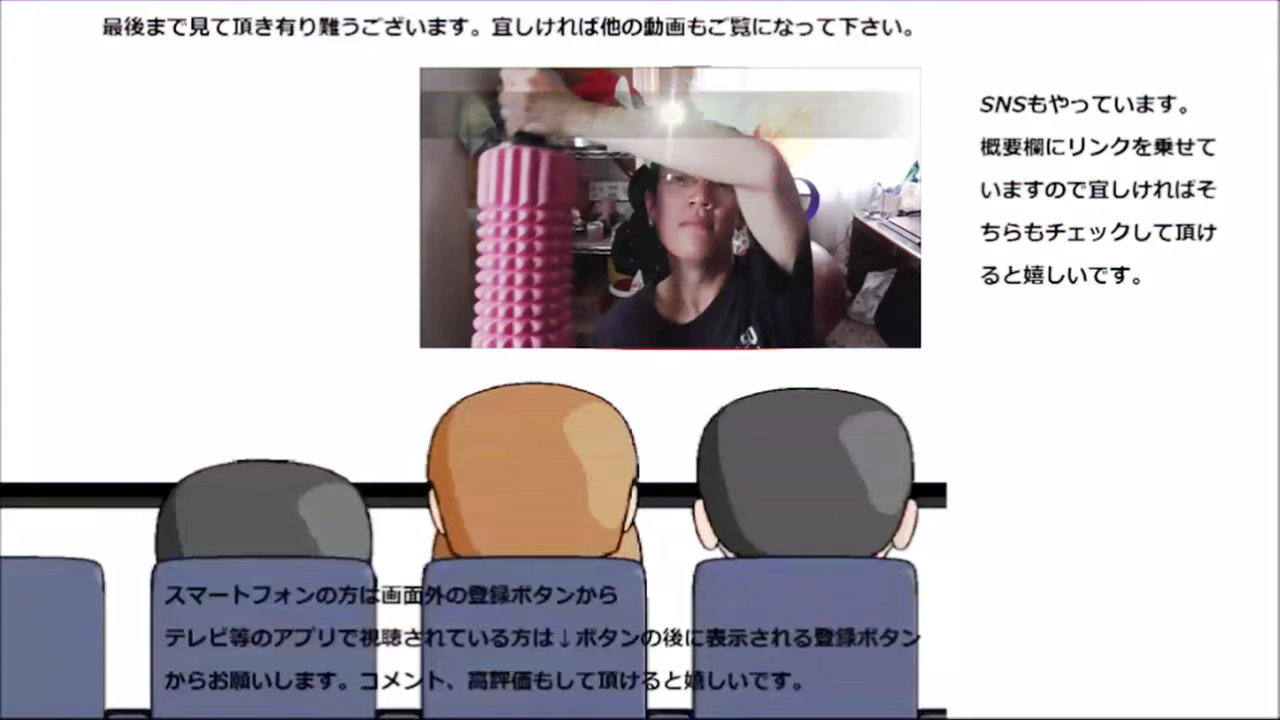 最後まで見て頂き有り難うございます。宜しければ他の動画もご覧になって下さい。
SNSもやっています。
概要欄にリンクを乗せて
いますので宜しければそ
ちらもチェックして頂け
ると嬉しいです。
スマートフォンの方は画面外の登録ボタンから
テレビ等のアプリで視聴されている方は↓ボタンの後に表示される登録ボタン
からお願いします。コメント、高評価もして頂けると嬉しいです。